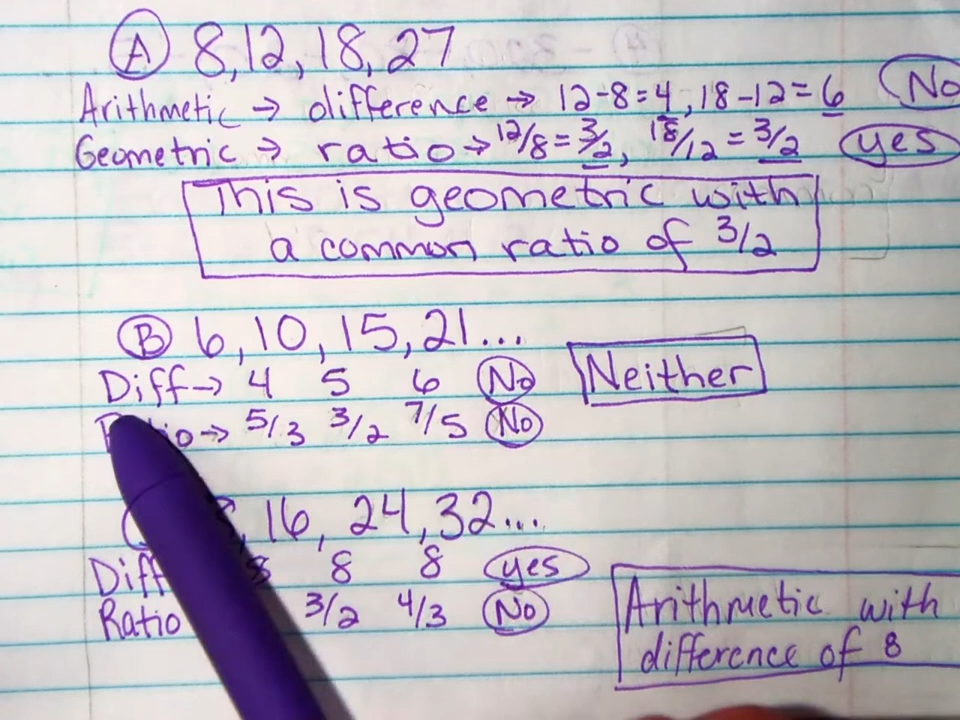 A 8, 12, 18, 27
Arithmetic → difference → 12-8=4, 18-12=6 No
Geometric → ratio → 12/8=3/2, 18/12=3/2 yes
This is geometric with
a common ratio of 3/2
B 6, 10, 15, 21...
Diff → 4 5 6 No Neither
→ 5/3 3/2 7/5 No
16, 24, 32...
Diff 8 8 8 yes
Ratio 3/2 4/3 No
Arithmetic with
difference of 8